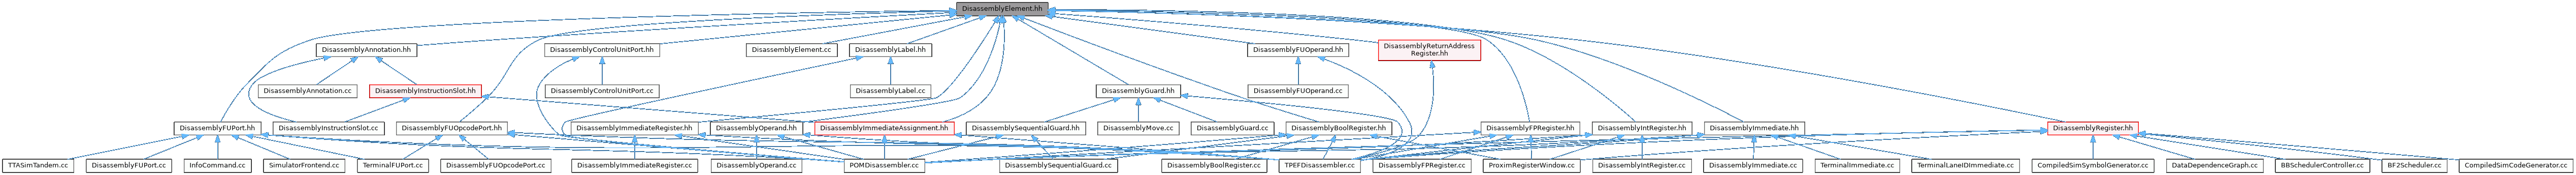 DisassemblyElement.hh
DisassemblyAnnotation.hh
DisassemblyControlUnitPort.hh
DisassemblyElement.cc
DisassemblyLabel.hh
DisassemblyFUOperand.hh
DisassemblyReturnAddress
Register.hh
DisassemblyAnnotation.cc
DisassemblyInstructionSlot.hh
DisassemblyControlUnitPort.cc
DisassemblyLabel.cc
DisassemblyGuard.hh
DisassemblyFUOperand.cc
DisassemblyFUPort.hh
DisassemblyInstructionSlot.cc
DisassemblyFUOpcodePort.hh
DisassemblyImmediateRegister.hh
DisassemblyOperand.hh
DisassemblyImmediateAssignment.hh
DisassemblySequentialGuard.hh
DisassemblyMove.cc
DisassemblyGuard.cc
DisassemblyBoolRegister.hh
DisassemblyFPRegister.hh
DisassemblyIntRegister.hh
DisassemblyImmediate.hh
DisassemblyRegister.hh
TTASimTandem.cc
DisassemblyFUPort.cc
InfoCommand.cc
SimulatorFrontend.cc
TerminalFUPort.cc
DisassemblyFUOpcodePort.cc
DisassemblyImmediateRegister.cc
DisassemblyOperand.cc
POMDisassembler.cc
DisassemblySequentialGuard.cc
DisassemblyBoolRegister.cc
TPEFDisassembler.cc
DisassemblyFPRegister.cc
ProximRegisterWindow.cc
DisassemblyIntRegister.cc
DisassemblyImmediate.cc
TerminalImmediate.cc
TerminalLaneIDImmediate.cc
CompiledSimSymbolGenerator.cc
DataDependenceGraph.cc
BBSchedulerController.cc
BF2Scheduler.cc
CompiledSimCodeGenerator.cc